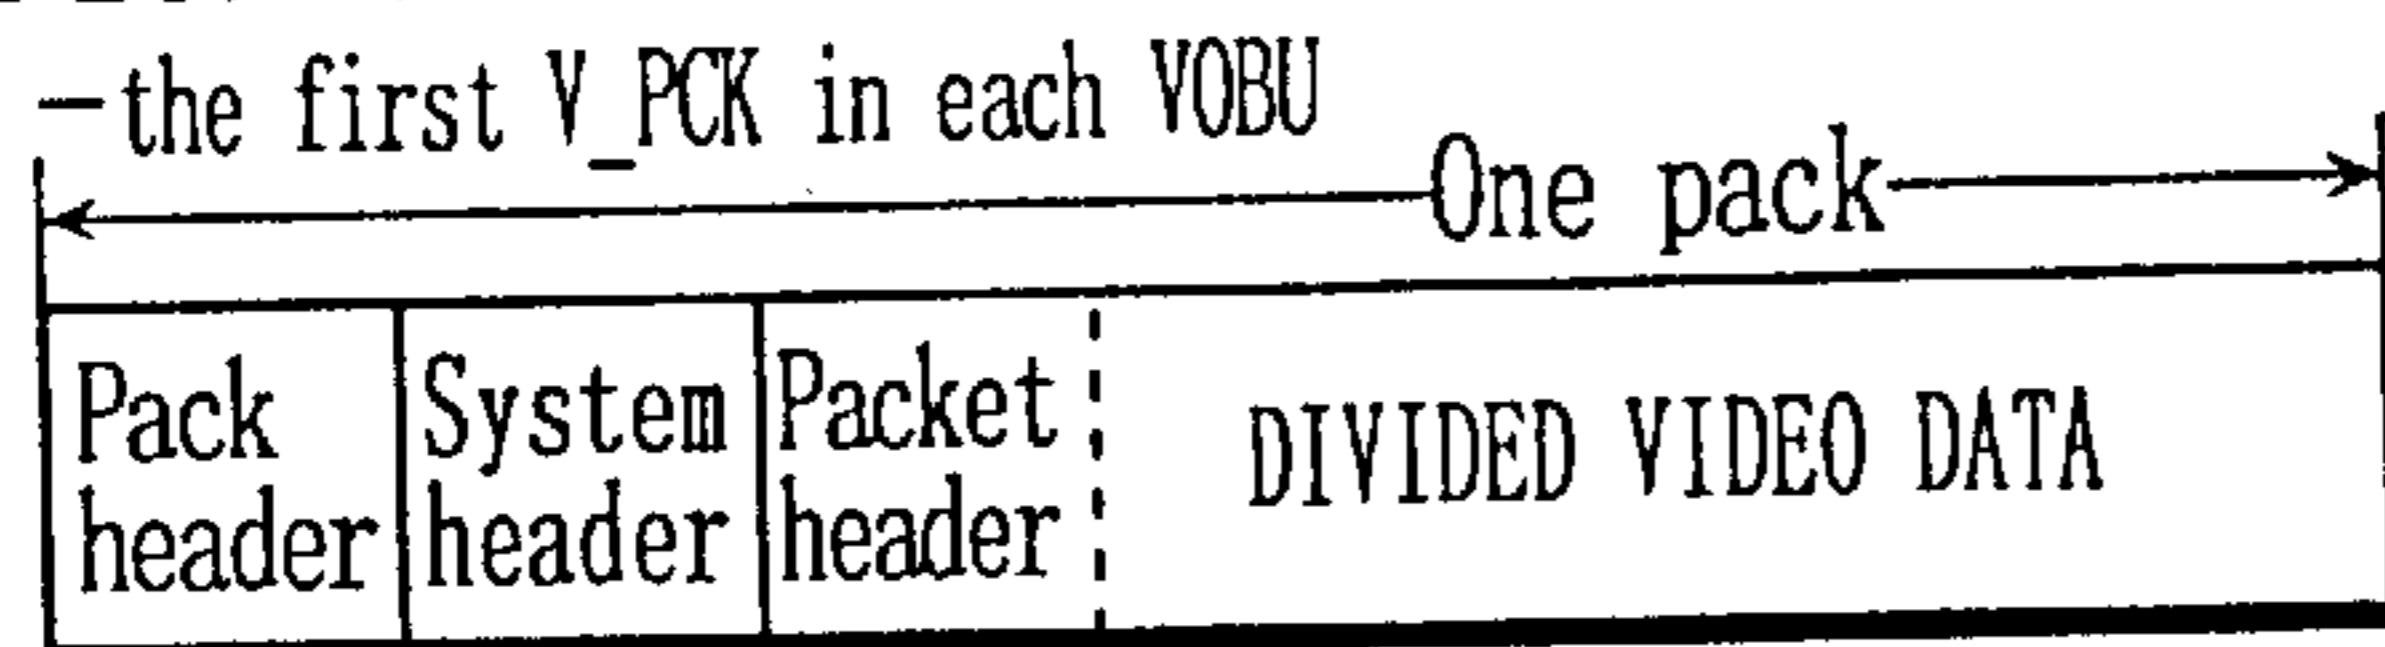 —the first V_PCK in each VOBU
One pack
Pack header
System header
Packet header
DIVIDED VIDEO DATA